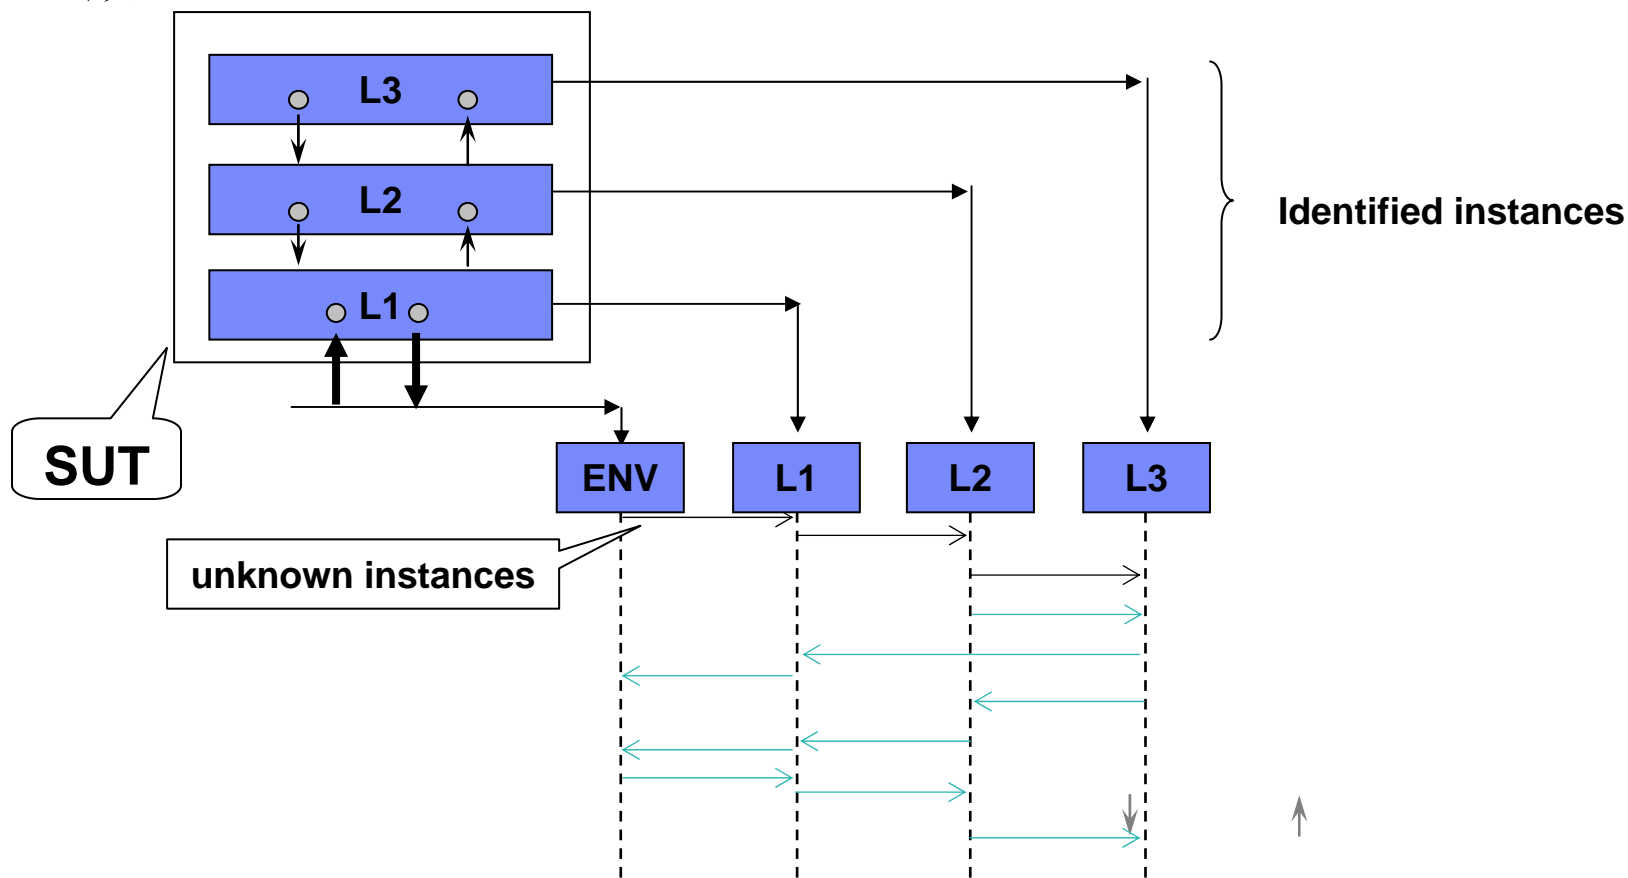 L3
L2
Identified instances
L1
SUT
ENV
L1
L2
L3
unknown instances